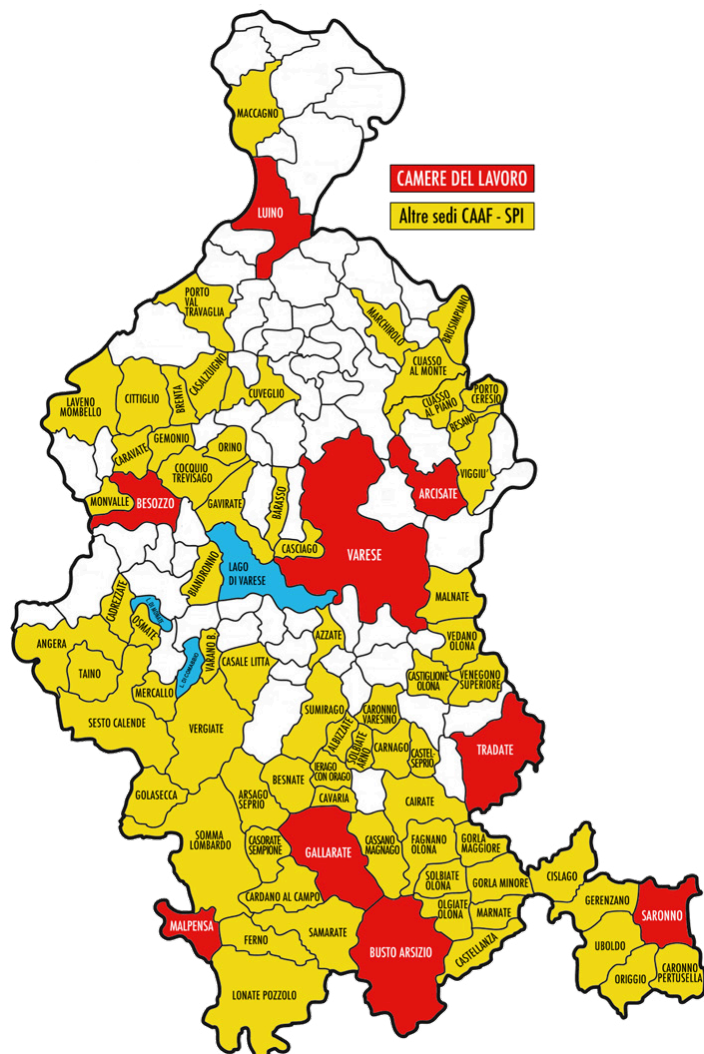 MACCAGNO
CAMERE DEL LAVORO
LUINO
Altre sedi CAAF - SPI
PORTO
VAL
TRAVAGLIA
MARCHIROLO
BRUSIMPIANO
CUASSO
AL MONTE
LAVENO
MOMBELLO
CITTIGLIO
BRENTA
CASALZUIGNO
CUVEGLIO
CUASSO
AL PIANO
PORTO
CERESIO
BESANO
CARAVATE
GEMONIO
ORINO
COCQUIO
TREVISAGO
VIGGIU'
MONVALLE
BESOZZO
GAVIRATE
BARASSO
ARCISATE
CASCIAGO
VARESE
BIANDRONNO
LAGO
DI VARESE
CADREZZATE
OSMATE
MALNATE
ANGERA
TAINO
MERCALLO
L. DI COMABBIO
VARANO B.
CASALE LITTA
AZZATE
VEDANO
OLONA
CASTIGLIONE
OLONA
VENEGONO
SUPERIORE
SESTO CALENDE
VERGIATE
SUMIRAGO
ALBIZZATE
SOLBIATE
ARNO
CARONNO
VARESINO
CARNAGO
CASTEL
SEPRIO
TRADATE
GOLASECCA
ARSAGO
SEPRIO
BESNATE
JERAGO
CON ORAGO
CAVARIA
CAIRATE
SOMMA
LOMBARDO
CASORATE
SEMPIONE
GALLARATE
CASSANO
MAGNAGO
FAGNANO
OLONA
GORLA
MAGGIORE
CARDANO AL CAMPO
SOLBIATE
OLONA
GORLA MINORE
CISLAGO
MALPENSA
FERNO
SAMARATE
BUSTO ARSIZIO
OLGIATE
OLONA
MARNATE
CASTELLANZA
GERENZANO
SARONNO
UBOLDO
ORIGGIO
CARONNO
PERTUSELLA
LONATE POZZOLO